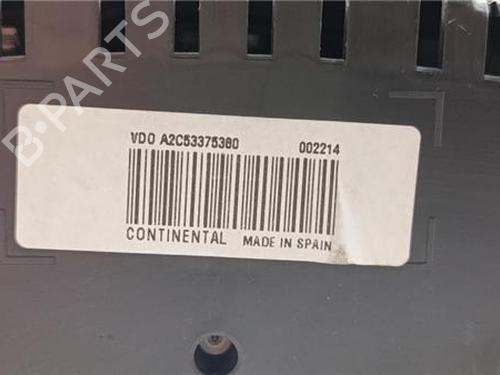 B-PARTS
VDO A2C53375380 002214
CONTINENTAL MADE IN SPAIN